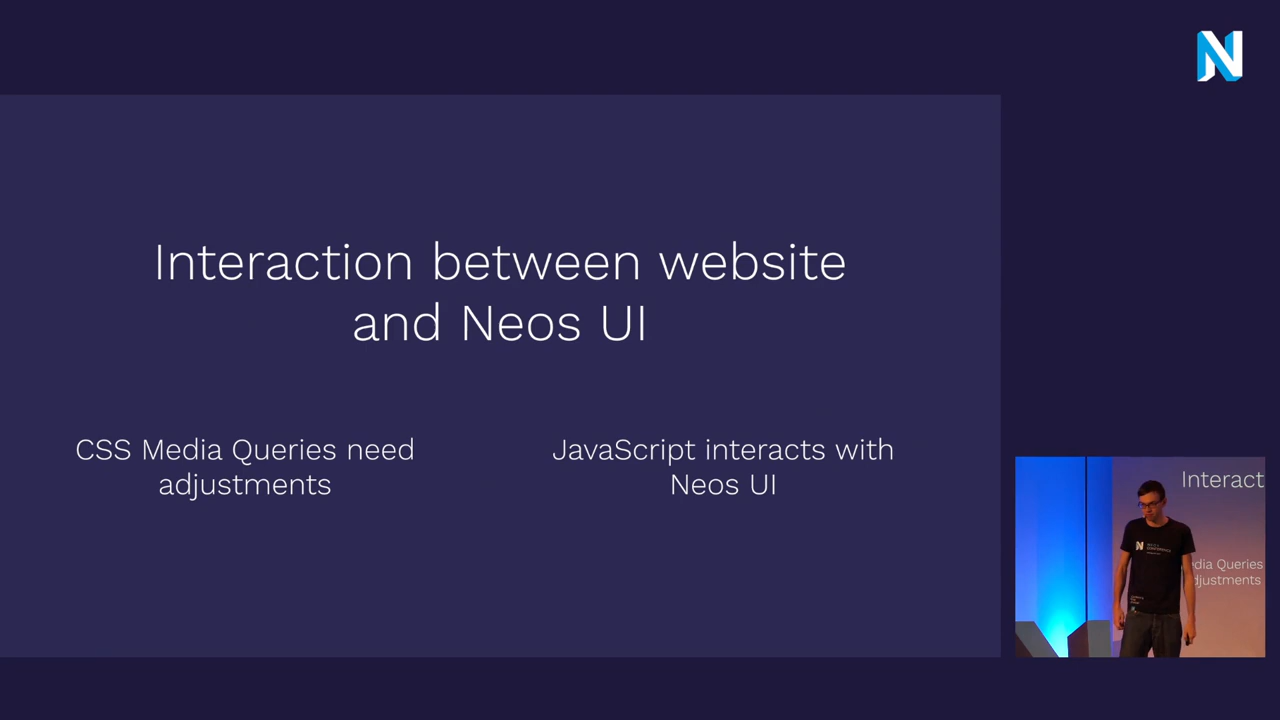 Interaction between website
and Neos UI
CSS Media Queries need
adjustments
JavaScript interacts with
Neos UI
Interact
edia Queries
djustments